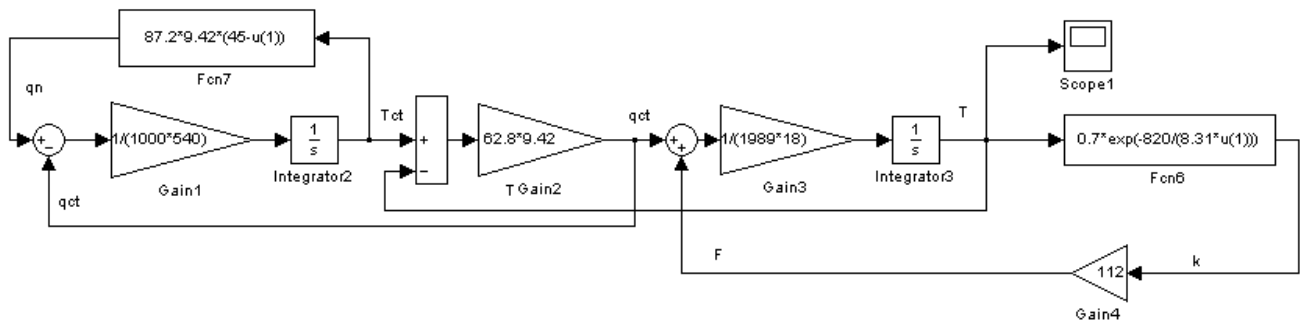 87.2*9.42*(45-u(1))
Fcn7
qn
Tct
qct
T
Scope1
1/(1000*540)
1
s
62.8*9.42
1/(1989*18)
1
s
0.7*exp(-820/(8.31*u(1)))
Gain1
Integrator2
T Gain2
Gain3
Integrator3
Fcn6
qct
F
112
k
Gain4